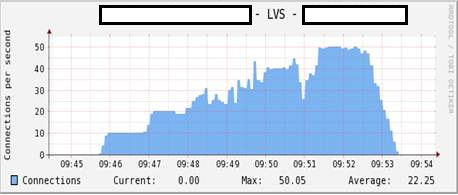 - LVS -
RRDTOOL / TOBI OETIKER
Connections per second
50
40
30
20
10
0
09:45 09:46 09:47 09:48 09:49 09:50 09:51 09:52 09:53 09:54
Connections Current: 0.00 Max: 50.05 Average: 22.25